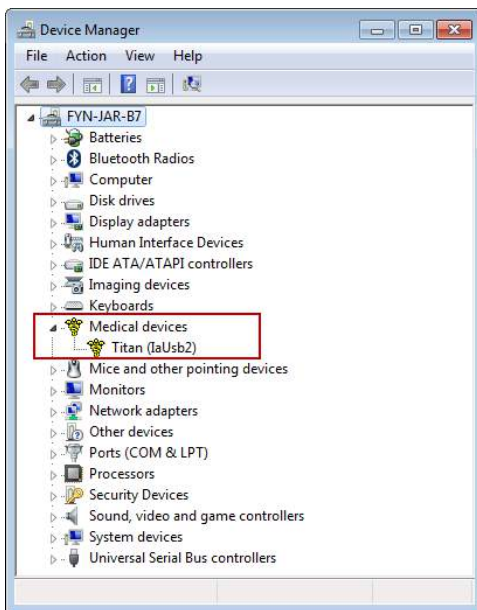 Device Manager
File Action View Help
FYN-JAR-B7
Batteries
Bluetooth Radios
Computer
Disk drives
Display adapters
Human Interface Devices
IDE ATA/ATAPI controllers
Imaging devices
Keyboards
Medical devices
Titan (IaUsb2)
Mice and other pointing devices
Monitors
Network adapters
Other devices
Ports (COM & LPT)
Processors
Security Devices
Sound, video and game controllers
System devices
Universal Serial Bus controllers